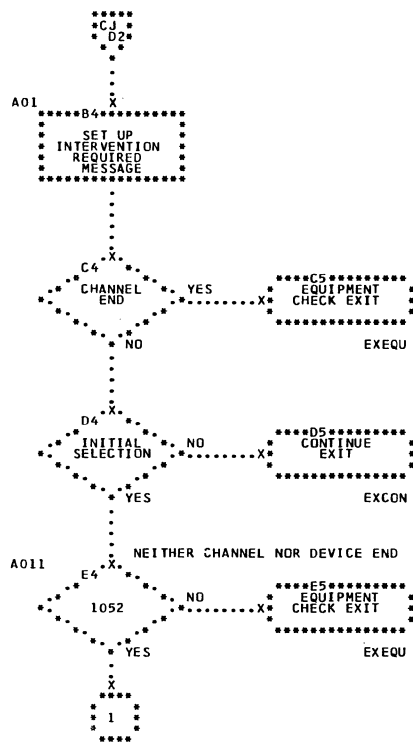 CJ
D2
A01
B4
SET UP
INTERVENTION
REQUIRED
MESSAGE
C4
CHANNEL
END
YES
C5
EQUIPMENT
CHECK EXIT
NO
EXEQU
D4
INITIAL
SELECTION
NO
D5
CONTINUE
EXIT
YES
EXCON
NEITHER CHANNEL NOR DEVICE END
A011
E4
1052
NO
E5
EQUIPMENT
CHECK EXIT
YES
EXEQU
1